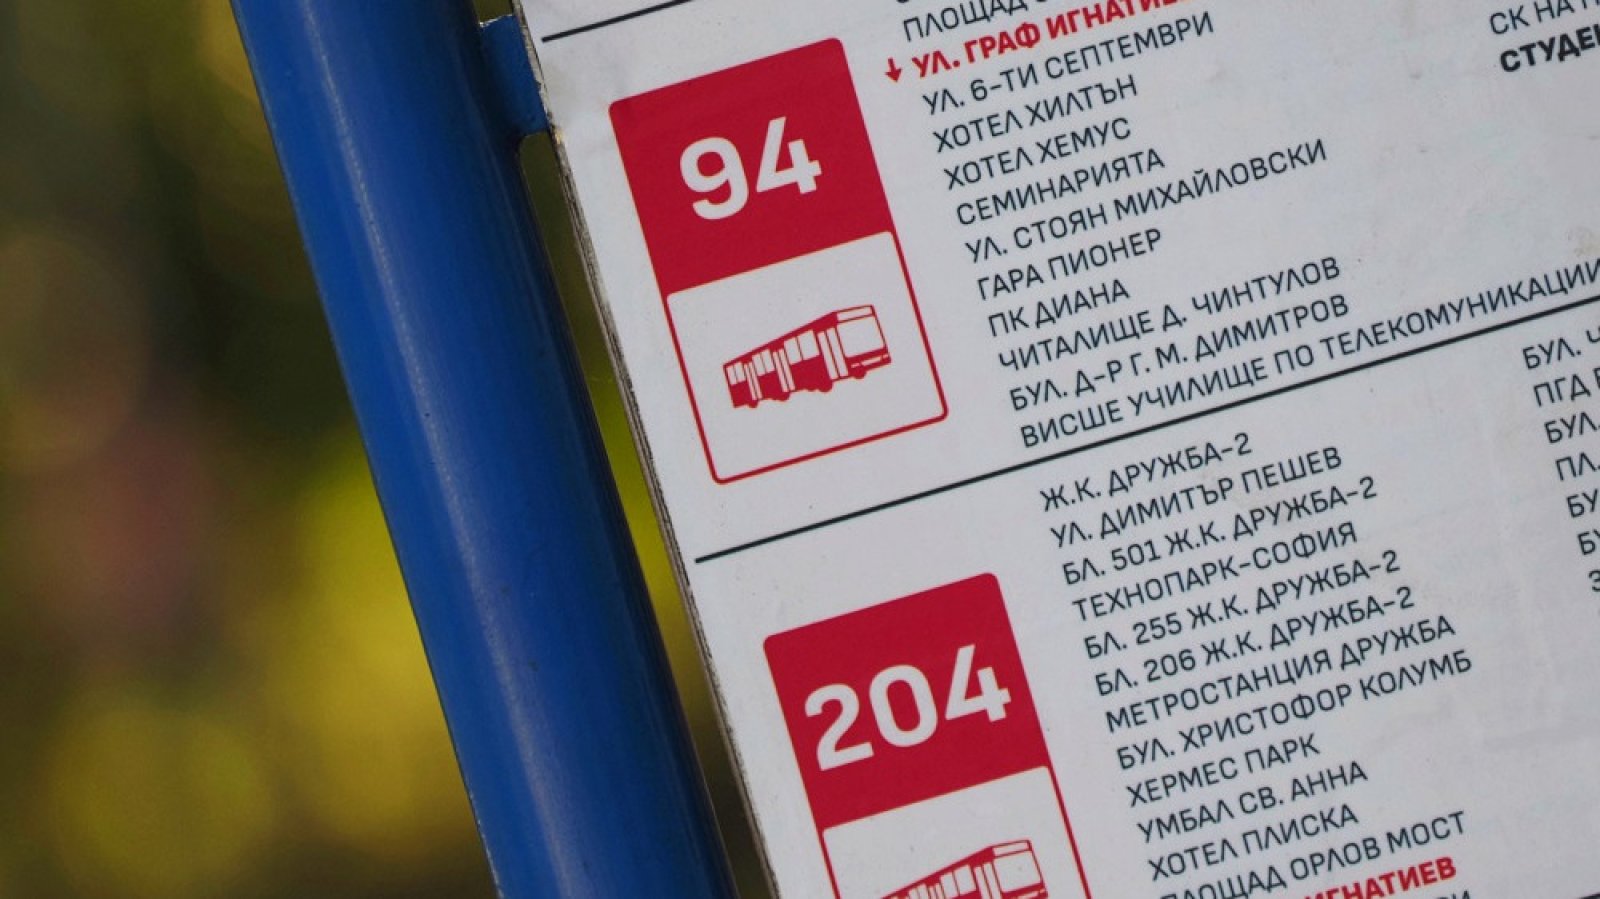 ПЛОЩАД
94
↓ УЛ. ГРАФ ИГНАТИЕВ
УЛ. 6-ТИ СЕПТЕМВРИ
ХОТЕЛ ХИЛТЪН
ХОТЕЛ ХЕМУС
СЕМИНАРИЯТА
УЛ. СТОЯН МИХАЙЛОВСКИ
ГАРА ПИОНЕР
ПК ДИАНА
ЧИТАЛИЩЕ Д. ЧИНТУЛОВ
БУЛ. Д-Р Г. М. ДИМИТРОВ
ВИСШЕ УЧИЛИЩЕ ПО ТЕЛЕКОМУНИКАЦИИ
СК НА
СТУДЕ
204
Ж.К. ДРУЖБА-2
УЛ. ДИМИТЪР ПЕШЕВ
БЛ. 501 Ж.К. ДРУЖБА-2
ТЕХНОПАРК-СОФИЯ
БЛ. 255 Ж.К. ДРУЖБА-2
БЛ. 206 Ж.К. ДРУЖБА-2
МЕТРОСТАНЦИЯ ДРУЖБА
БУЛ. ХРИСТОФОР КОЛУМБ
ХЕРМЕС ПАРК
УМБАЛ СВ. АННА
ХОТЕЛ ПЛИСКА
ПЛОЩАД ОРЛОВ МОСТ
ИГНАТИЕВ
БУЛ.
ПГД
БУЛ.
ПЛ.